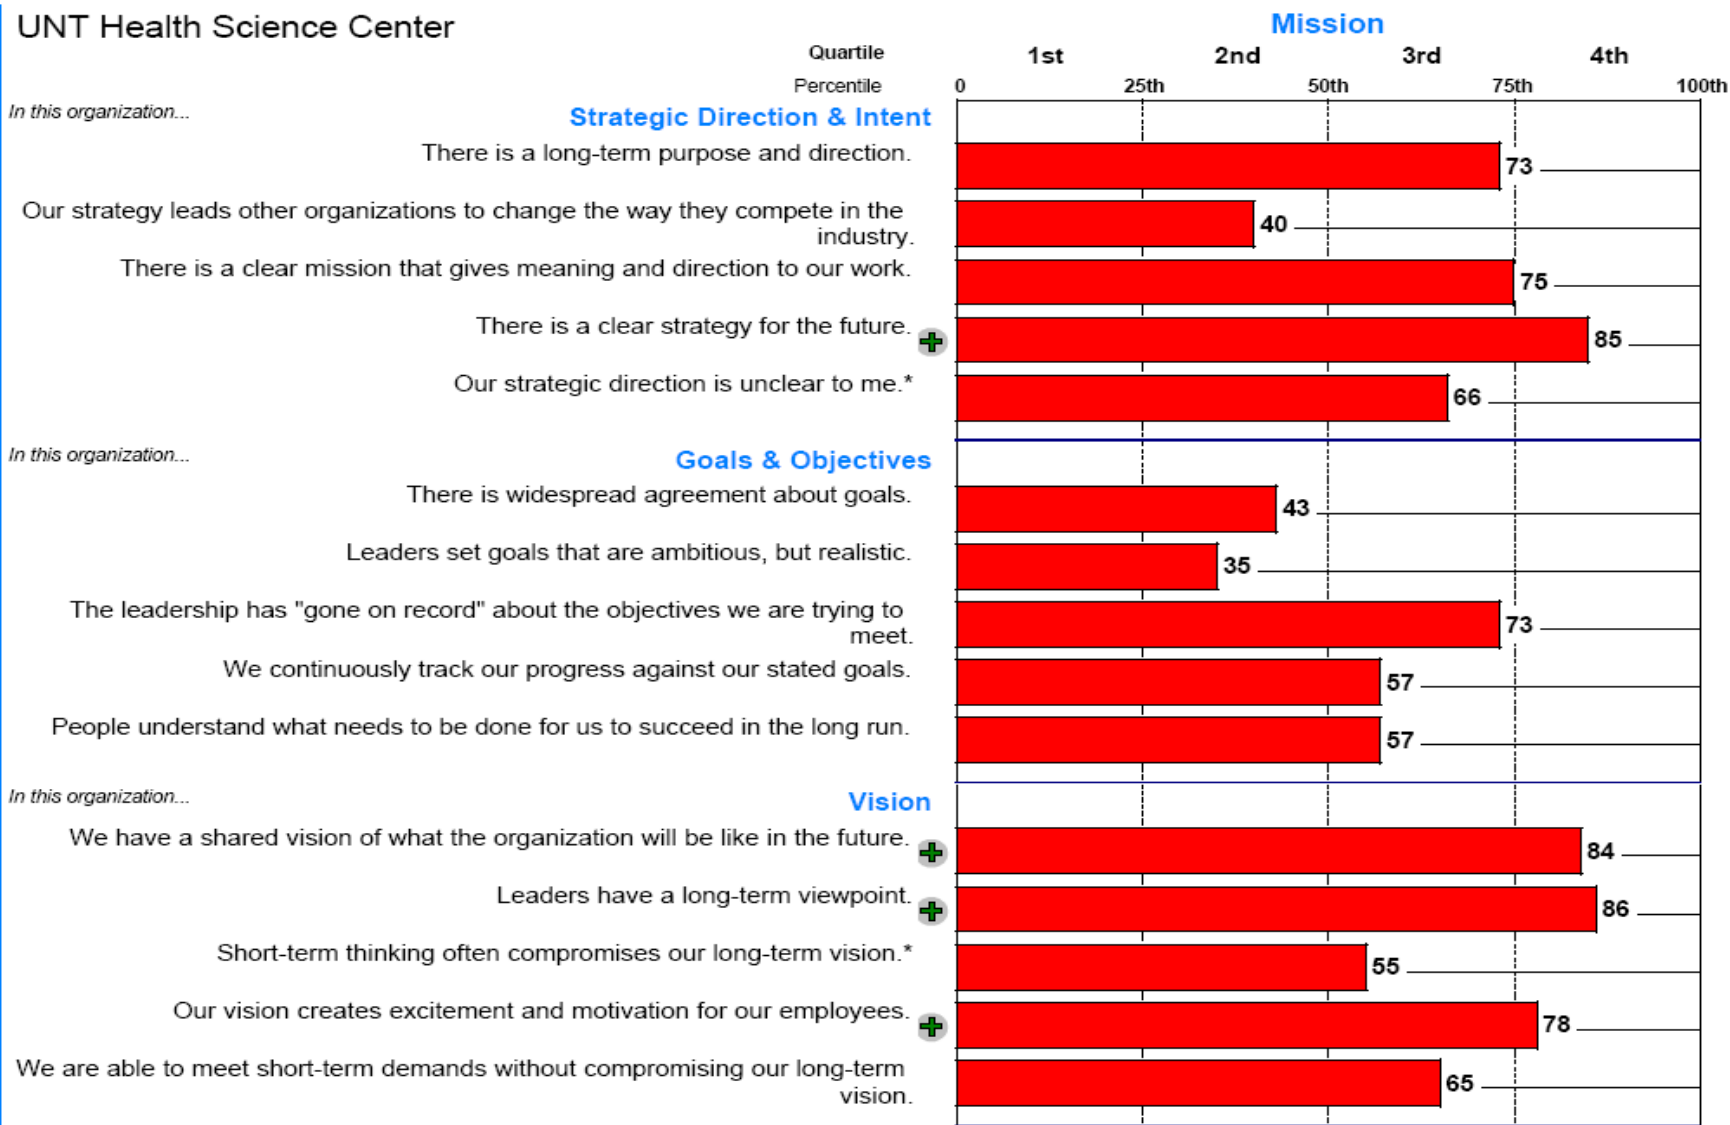 UNT Health Science Center
Mission
Quartile 1st 2nd 3rd 4th
Percentile 0 25th 50th 75th 100th
In this organization... Strategic Direction & Intent
There is a long-term purpose and direction. 73
Our strategy leads other organizations to change the way they compete in the
industry. 40
There is a clear mission that gives meaning and direction to our work. 75
There is a clear strategy for the future. 85
Our strategic direction is unclear to me.* 66
In this organization... Goals & Objectives
There is widespread agreement about goals. 43
Leaders set goals that are ambitious, but realistic. 35
The leadership has "gone on record" about the objectives we are trying to
meet. 73
We continuously track our progress against our stated goals. 57
People understand what needs to be done for us to succeed in the long run. 57
In this organization... Vision
We have a shared vision of what the organization will be like in the future. 84
Leaders have a long-term viewpoint. 86
Short-term thinking often compromises our long-term vision.* 55
Our vision creates excitement and motivation for our employees. 78
We are able to meet short-term demands without compromising our long-term
vision. 65